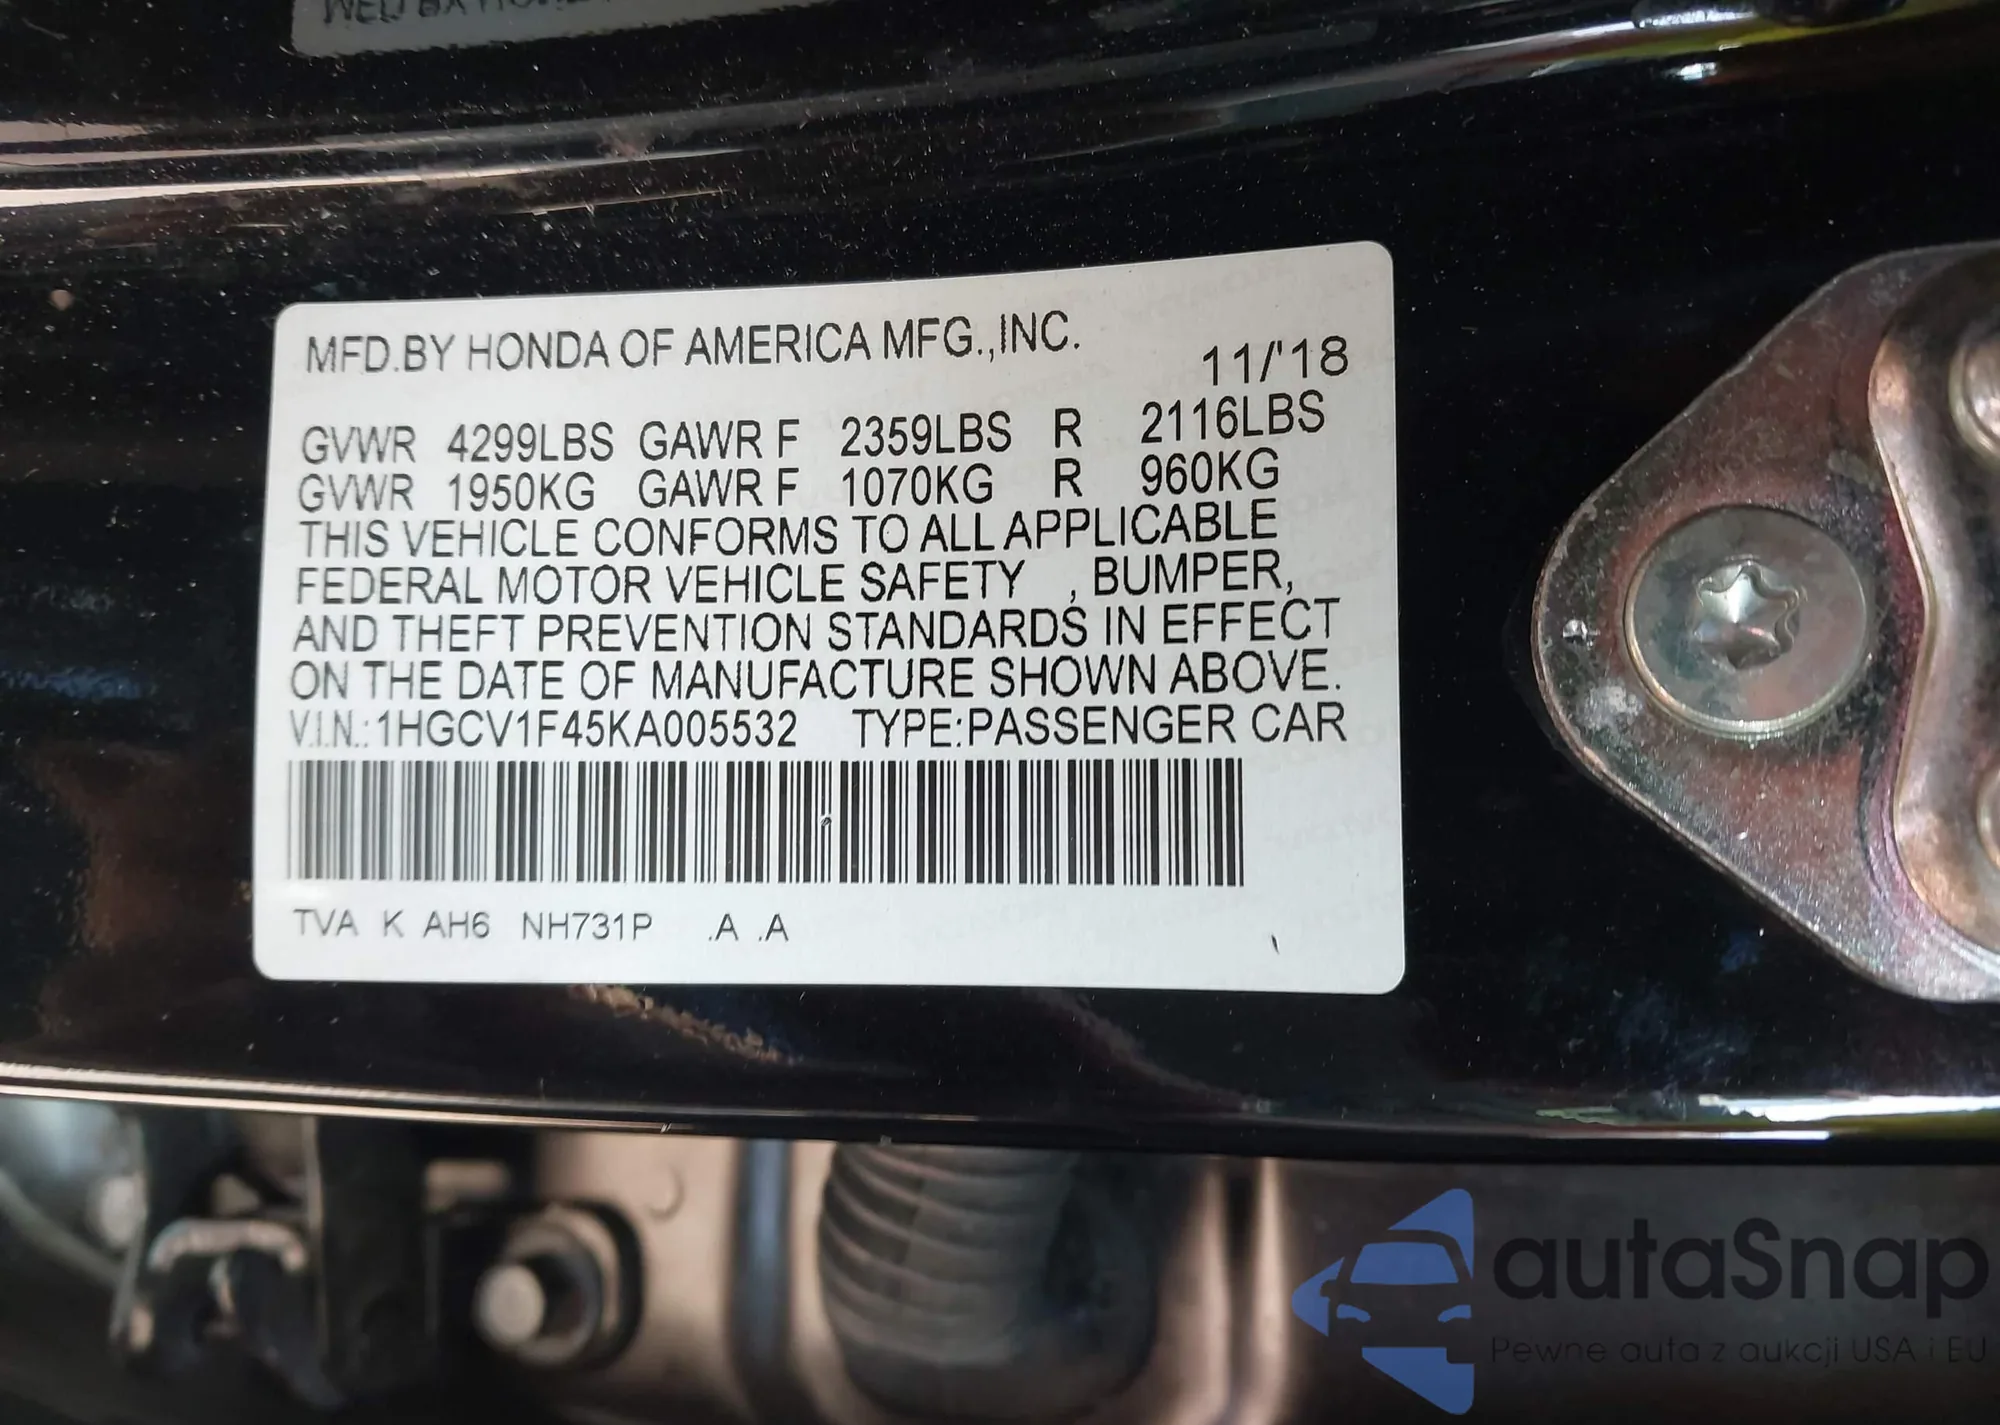 MFD.BY HONDA OF AMERICA MFG.,INC. 11/'18
GVWR 4299LBS GAWR F 2359LBS R 2116LBS
GVWR 1950KG GAWR F 1070KG R 960KG
THIS VEHICLE CONFORMS TO ALL APPLICABLE
FEDERAL MOTOR VEHICLE SAFETY , BUMPER,
AND THEFT PREVENTION STANDARDS IN EFFECT
ON THE DATE OF MANUFACTURE SHOWN ABOVE.
V.I.N.:1HGCV1F45KA005532 TYPE:PASSENGER CAR
TVA K AH6 NH731P .A .A
autaSnap
Pewne auta z aukcji USA i EU